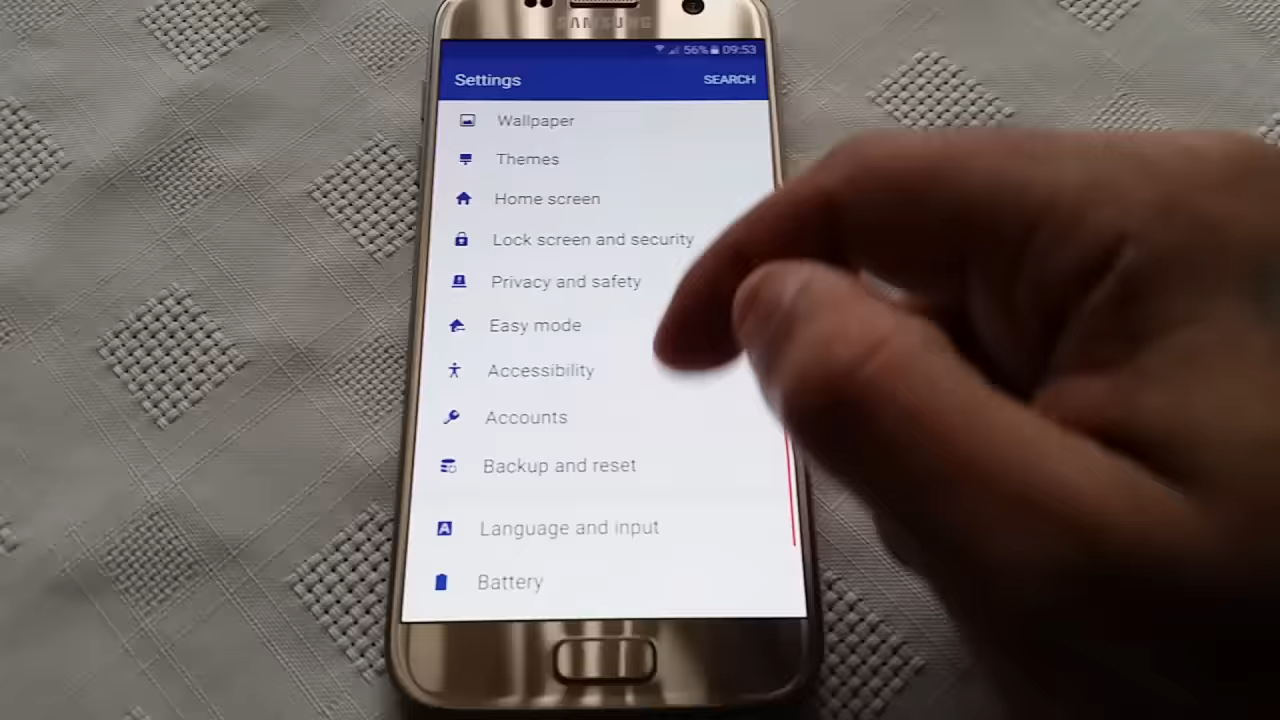 SAMSUNG
56% 09:53
Settings
SEARCH
Wallpaper
Themes
Home screen
Lock screen and security
Privacy and safety
Easy mode
Accessibility
Accounts
Backup and reset
Language and input
Battery